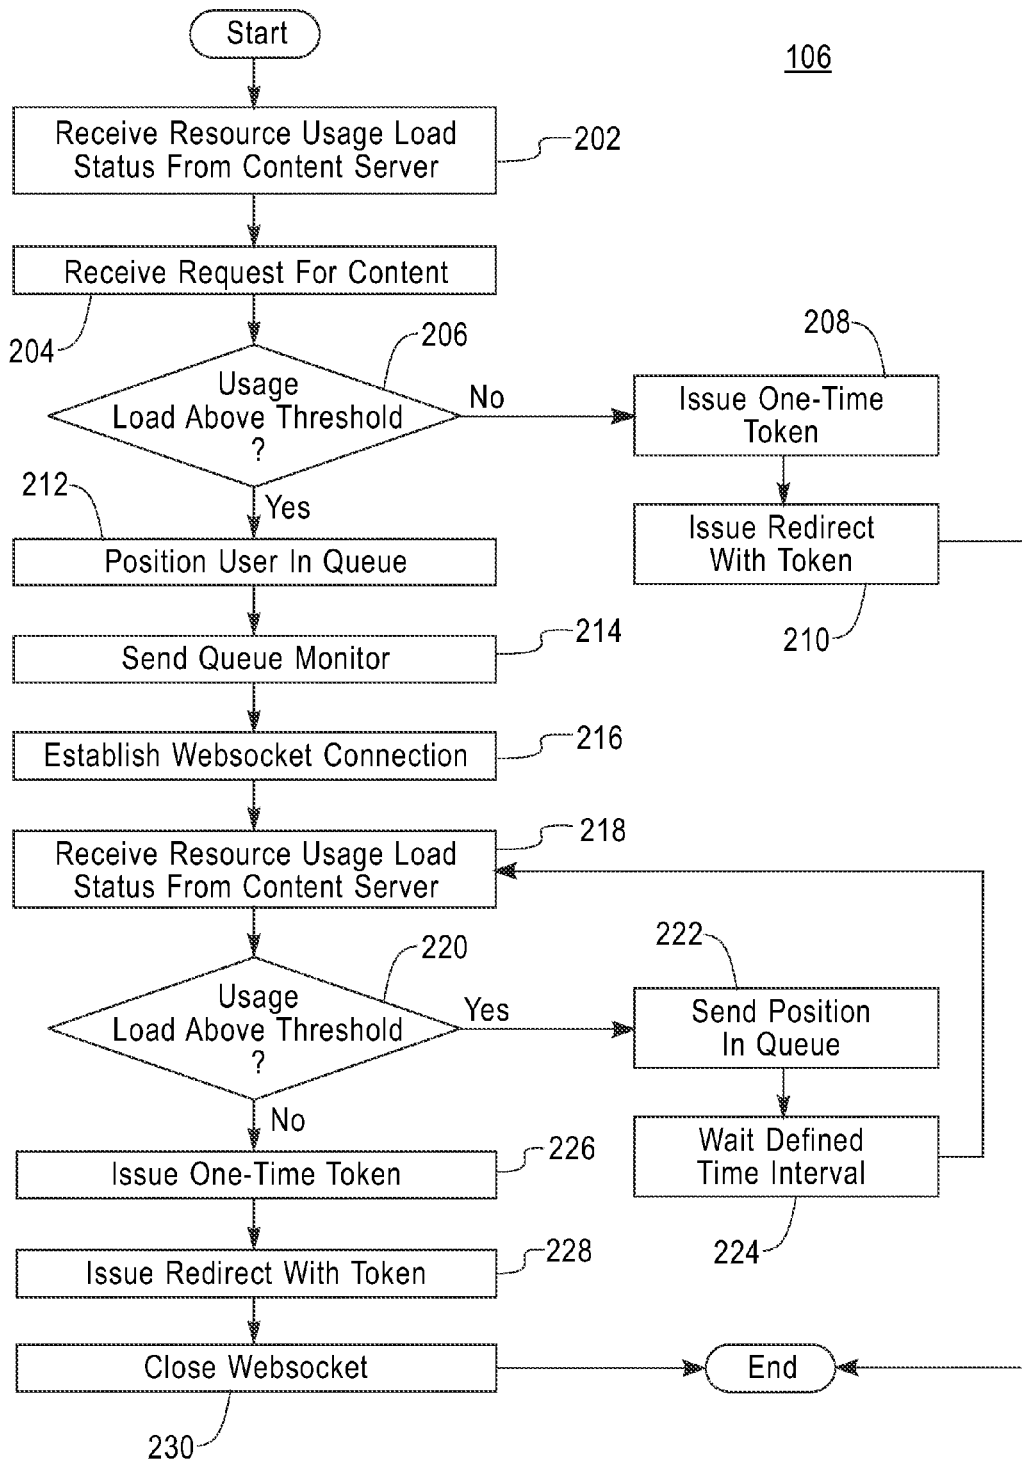 Start
106
Receive Resource Usage Load
Status From Content Server
202
Receive Request For Content
204
206
Usage
Load Above Threshold
?
No
208
Issue One-Time
Token
Issue Redirect
With Token
210
Yes
212
Position User In Queue
Send Queue Monitor
214
Establish Websocket Connection
216
Receive Resource Usage Load
Status From Content Server
218
220
Usage
Load Above Threshold
?
Yes
222
Send Position
In Queue
Wait Defined
Time Interval
224
No
Issue One-Time Token
226
Issue Redirect With Token
228
Close Websocket
230
End